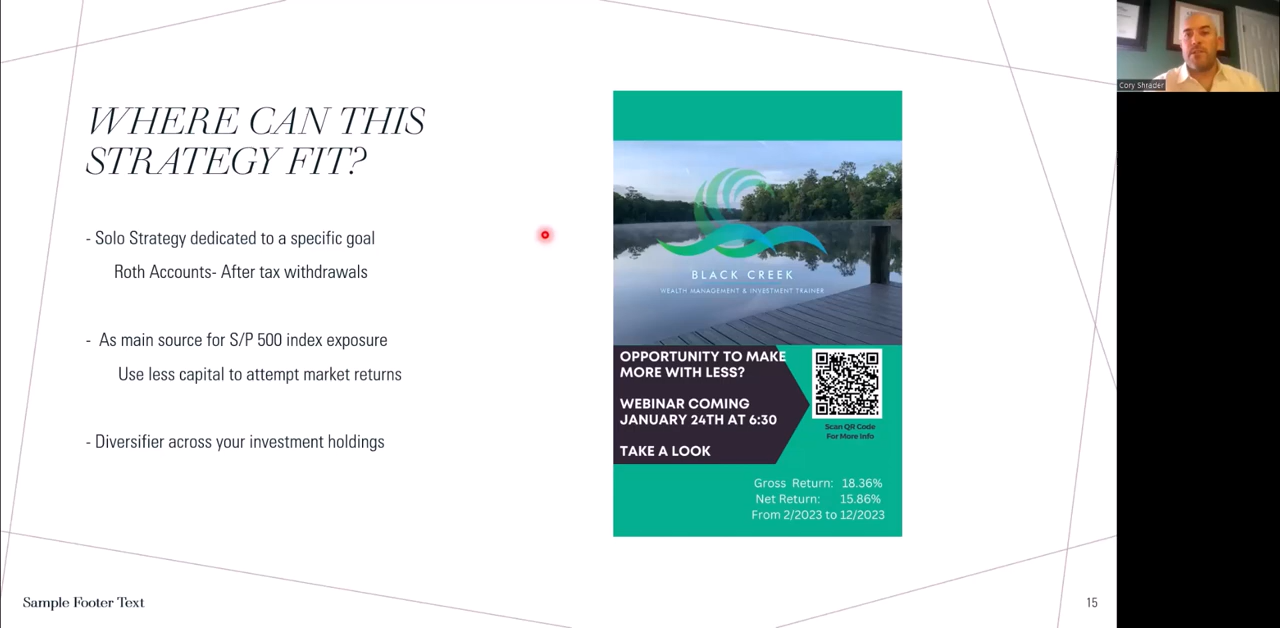 WHERE CAN THIS
STRATEGY FIT?
- Solo Strategy dedicated to a specific goal
Roth Accounts- After tax withdrawals
- As main source for S/P 500 index exposure
Use less capital to attempt market returns
- Diversifier across your investment holdings
BLACK CREEK
WEALTH MANAGEMENT & INVESTMENT TRAINER
OPPORTUNITY TO MAKE
MORE WITH LESS?
WEBINAR COMING
JANUARY 24TH AT 6:30
TAKE A LOOK
Scan QR Code
For More Info
Gross Return: 18.36%
Net Return: 15.86%
From 2/2023 to 12/2023
Sample Footer Text
15
Cory Shrader